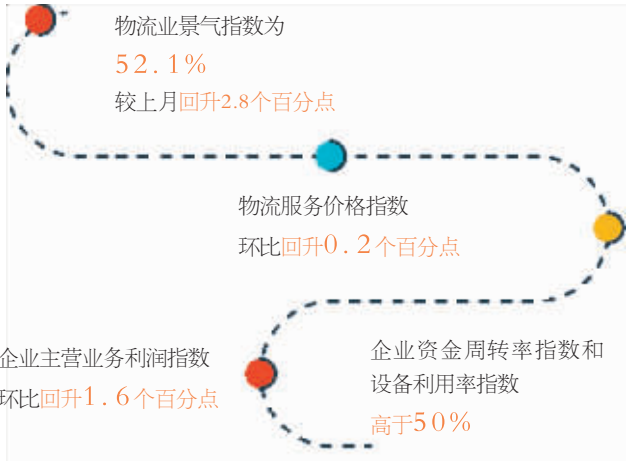 物流业景气指数为
52.1%
较上月回升2.8个百分点
物流服务价格指数
环比回升0.2个百分点
企业主营业务利润指数
环比回升1.6个百分点
企业资金周转率指数和
设备利用率指数
高于50%